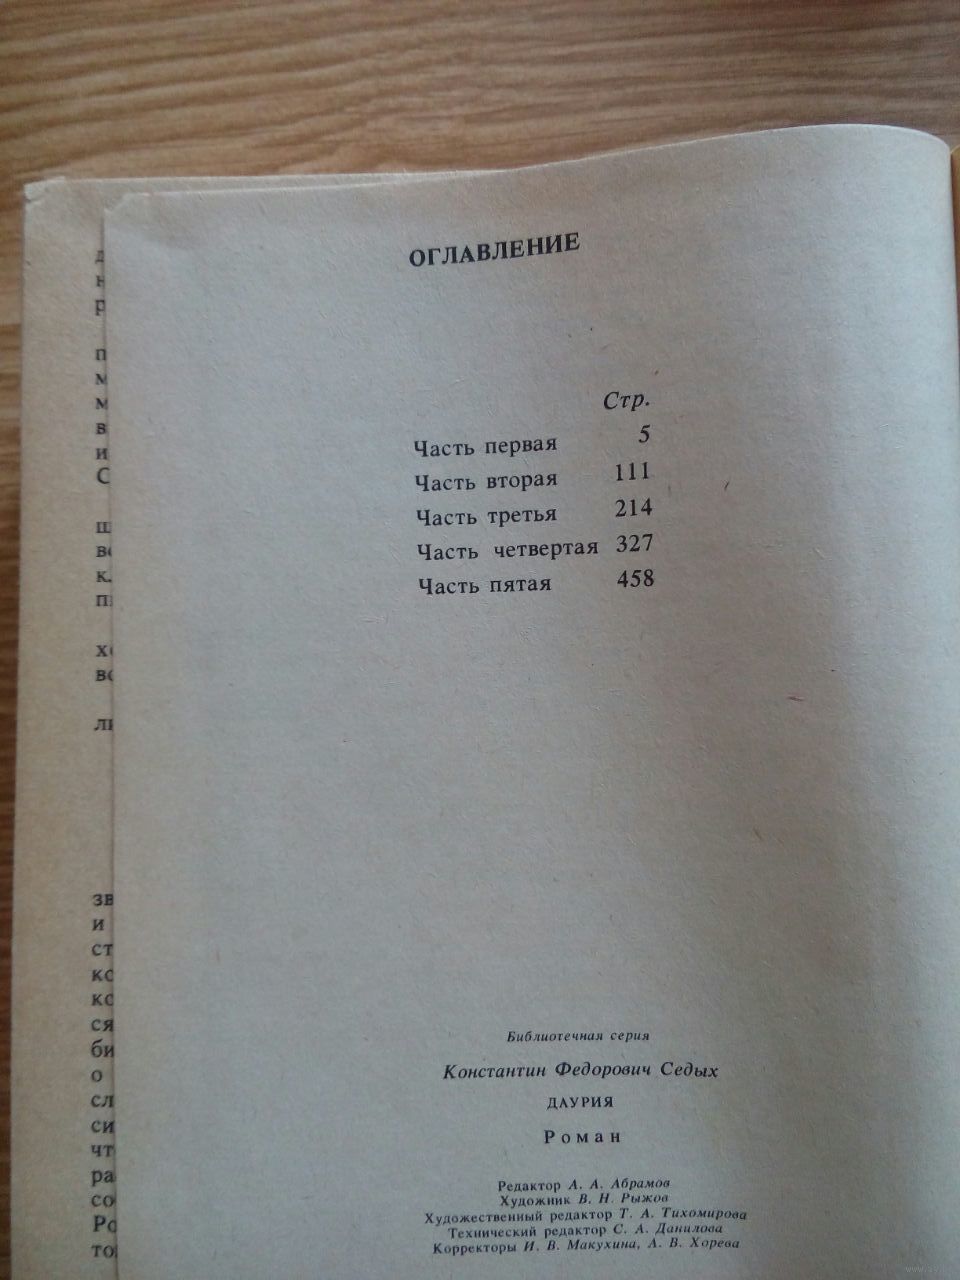 ОГЛАВЛЕНИЕ
Стр.
Часть первая 5
Часть вторая 111
Часть третья 214
Часть четвертая 327
Часть пятая 458
Библиотечная серия
Константин Федорович Седых
ДАУРИЯ
Роман
Редактор А. А. Абрамов
Художник В. Н. Рыжов
Художественный редактор Т. А. Тихомирова
Технический редактор С. А. Данилова
Корректоры И. В. Макухина, А. В. Хорева